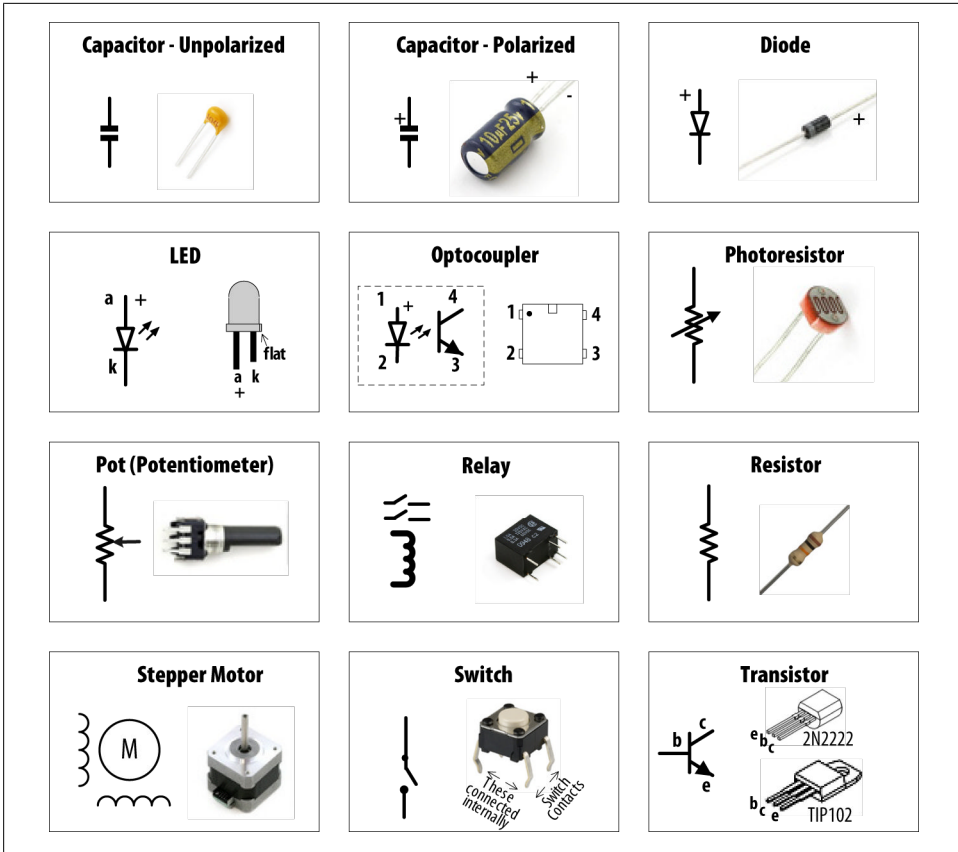 Capacitor - Unpolarized
Capacitor - Polarized
+
+
-
10µF25V
Diode
+
+
LED
a
+
k
flat
a k
+
Optocoupler
1
+
4
2
3
1
4
2
3
Photoresistor
Pot (Potentiometer)
Relay
Resistor
Stepper Motor
M
Switch
These
connected
internally
Switch
Contacts
Transistor
c
b
e
e b c
2N2222
b c e
TIP102